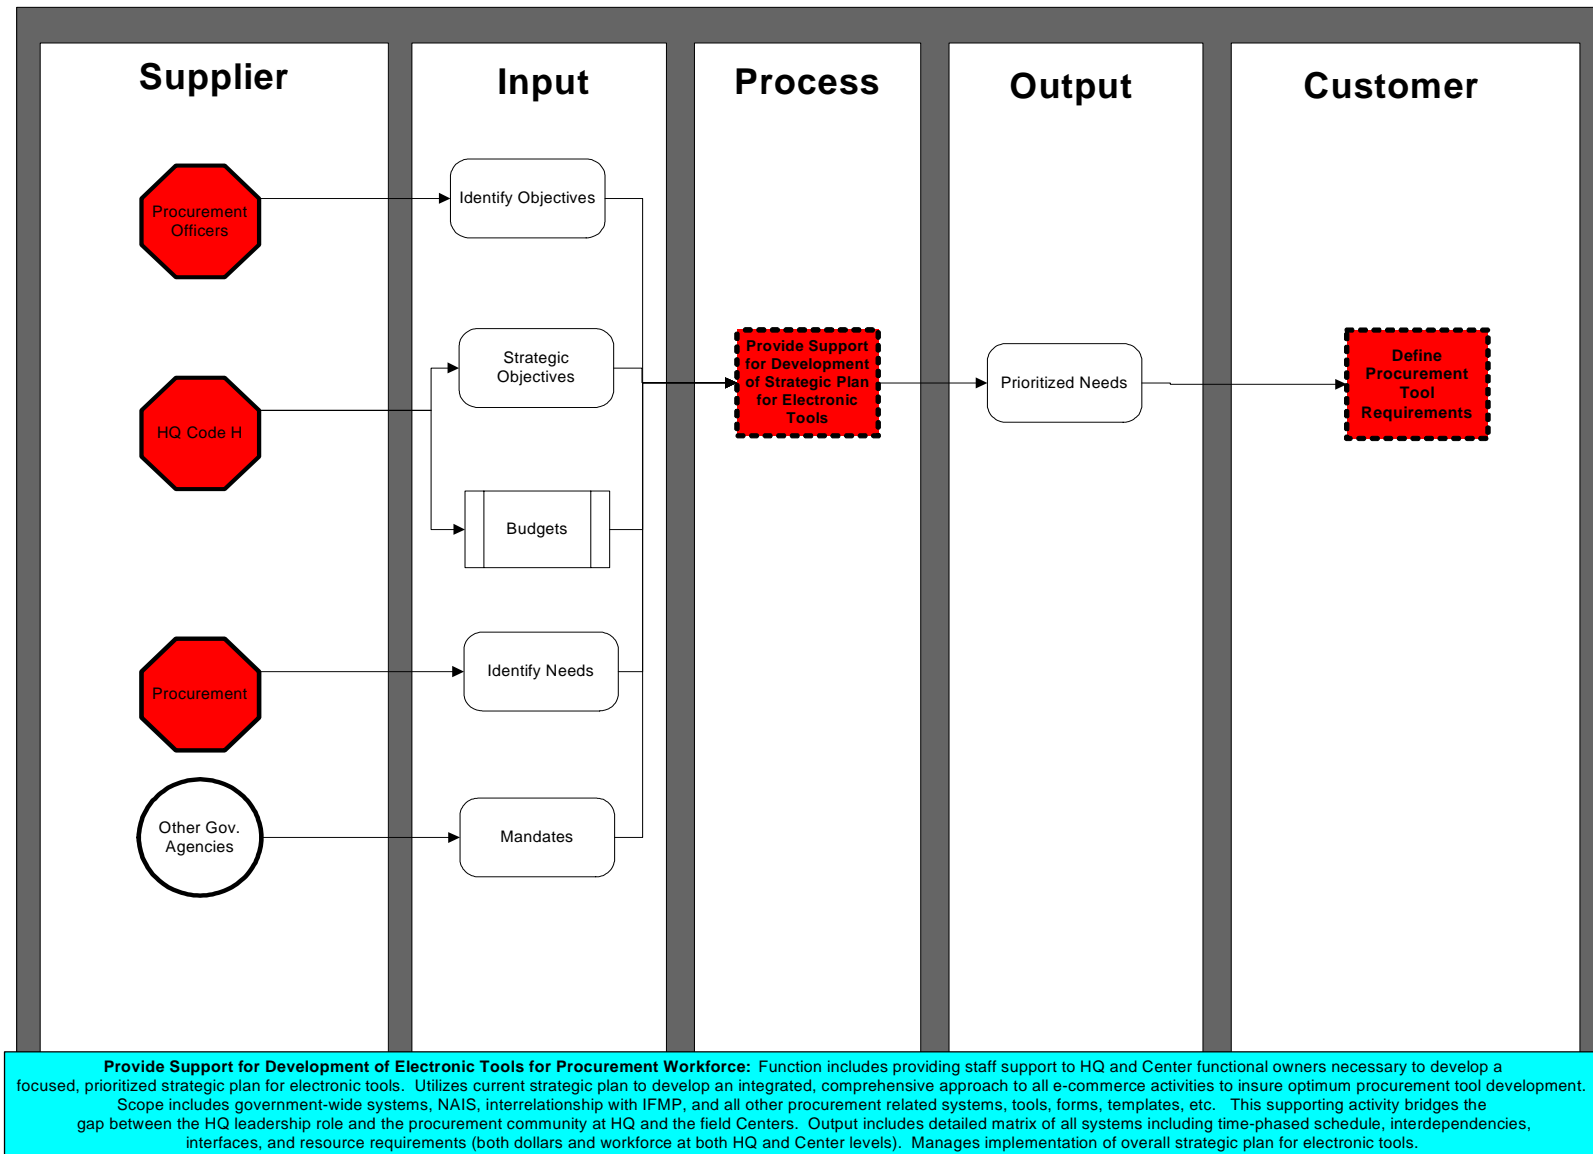 Supplier
Input
Process
Output
Customer
Procurement
Officers
Identify Objectives
HQ Code H
Strategic
Objectives
Budgets
Provide Support
for Development
of Strategic Plan
for Electronic
Tools
Prioritized Needs
Define
Procurement
Tool
Requirements
Procurement
Identify Needs
Other Gov.
Agencies
Mandates
Provide Support for Development of Electronic Tools for Procurement Workforce: Function includes providing staff support to HQ and Center functional owners necessary to develop a
focused, prioritized strategic plan for electronic tools. Utilizes current strategic plan to develop an integrated, comprehensive approach to all e-commerce activities to insure optimum procurement tool development.
Scope includes government-wide systems, NAIS, interrelationship with IFMP, and all other procurement related systems, tools, forms, templates, etc. This supporting activity bridges the
gap between the HQ leadership role and the procurement community at HQ and the field Centers. Output includes detailed matrix of all systems including time-phased schedule, interdependencies,
interfaces, and resource requirements (both dollars and workforce at both HQ and Center levels). Manages implementation of overall strategic plan for electronic tools.